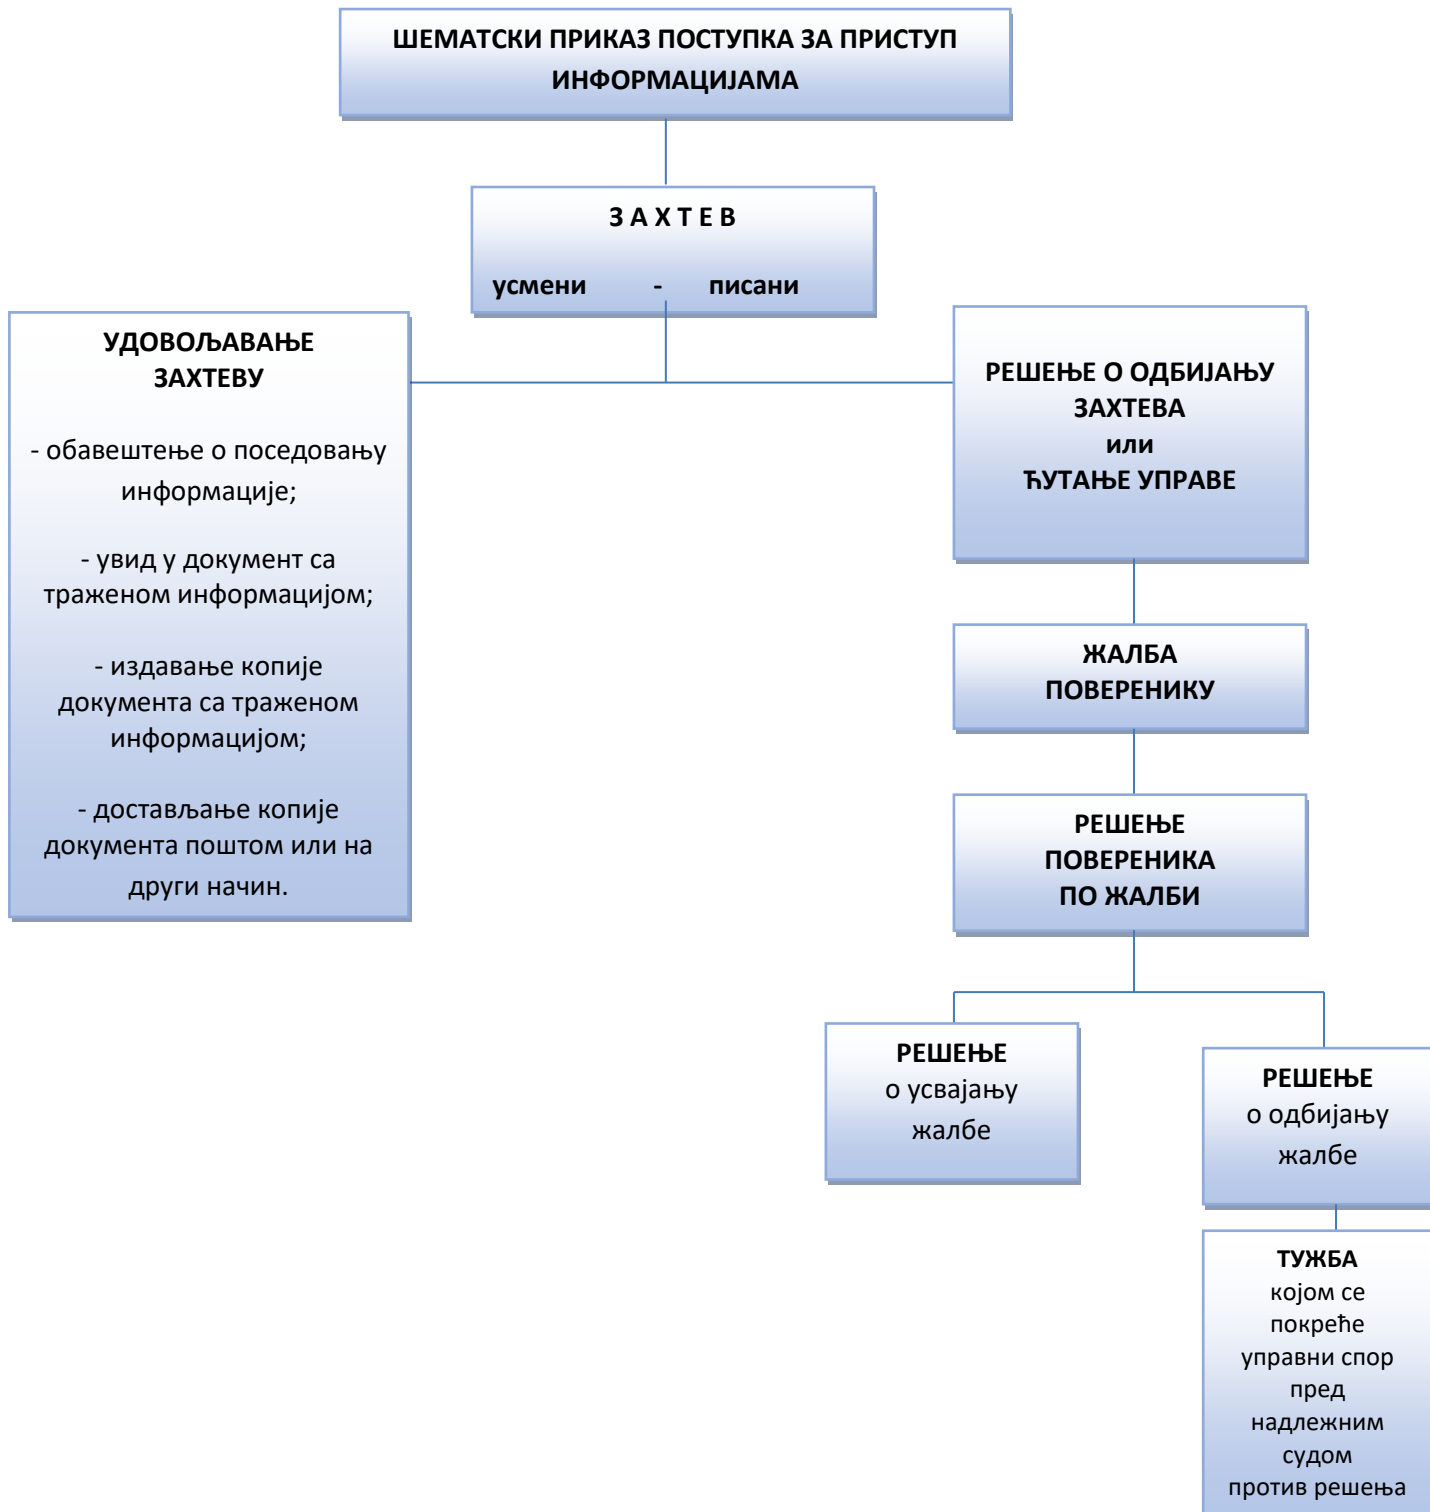 ШЕМАТСКИ ПРИКАЗ ПОСТУПКА ЗА ПРИСТУП
ИНФОРМАЦИЈАМА
З А Х Т Е В
усмени - писани
УДОВОЉАВАЊЕ
ЗАХТЕВУ
- обавештење о поседовању
информације;
- увид у документ са
траженом информацијом;
- издавање копије
документа са траженом
информацијом;
- достављање копије
документа поштом или на
други начин.
РЕШЕЊЕ О ОДБИЈАЊУ
ЗАХТЕВА
или
ЋУТАЊЕ УПРАВЕ
ЖАЛБА
ПОВЕРЕНИКУ
РЕШЕЊЕ
ПОВЕРЕНИКА
ПО ЖАЛБИ
РЕШЕЊЕ
о усвајању
жалбе
РЕШЕЊЕ
о одбијању
жалбе
ТУЖБА
којом се
покреће
управни спор
пред
надлежним
судом
против решења